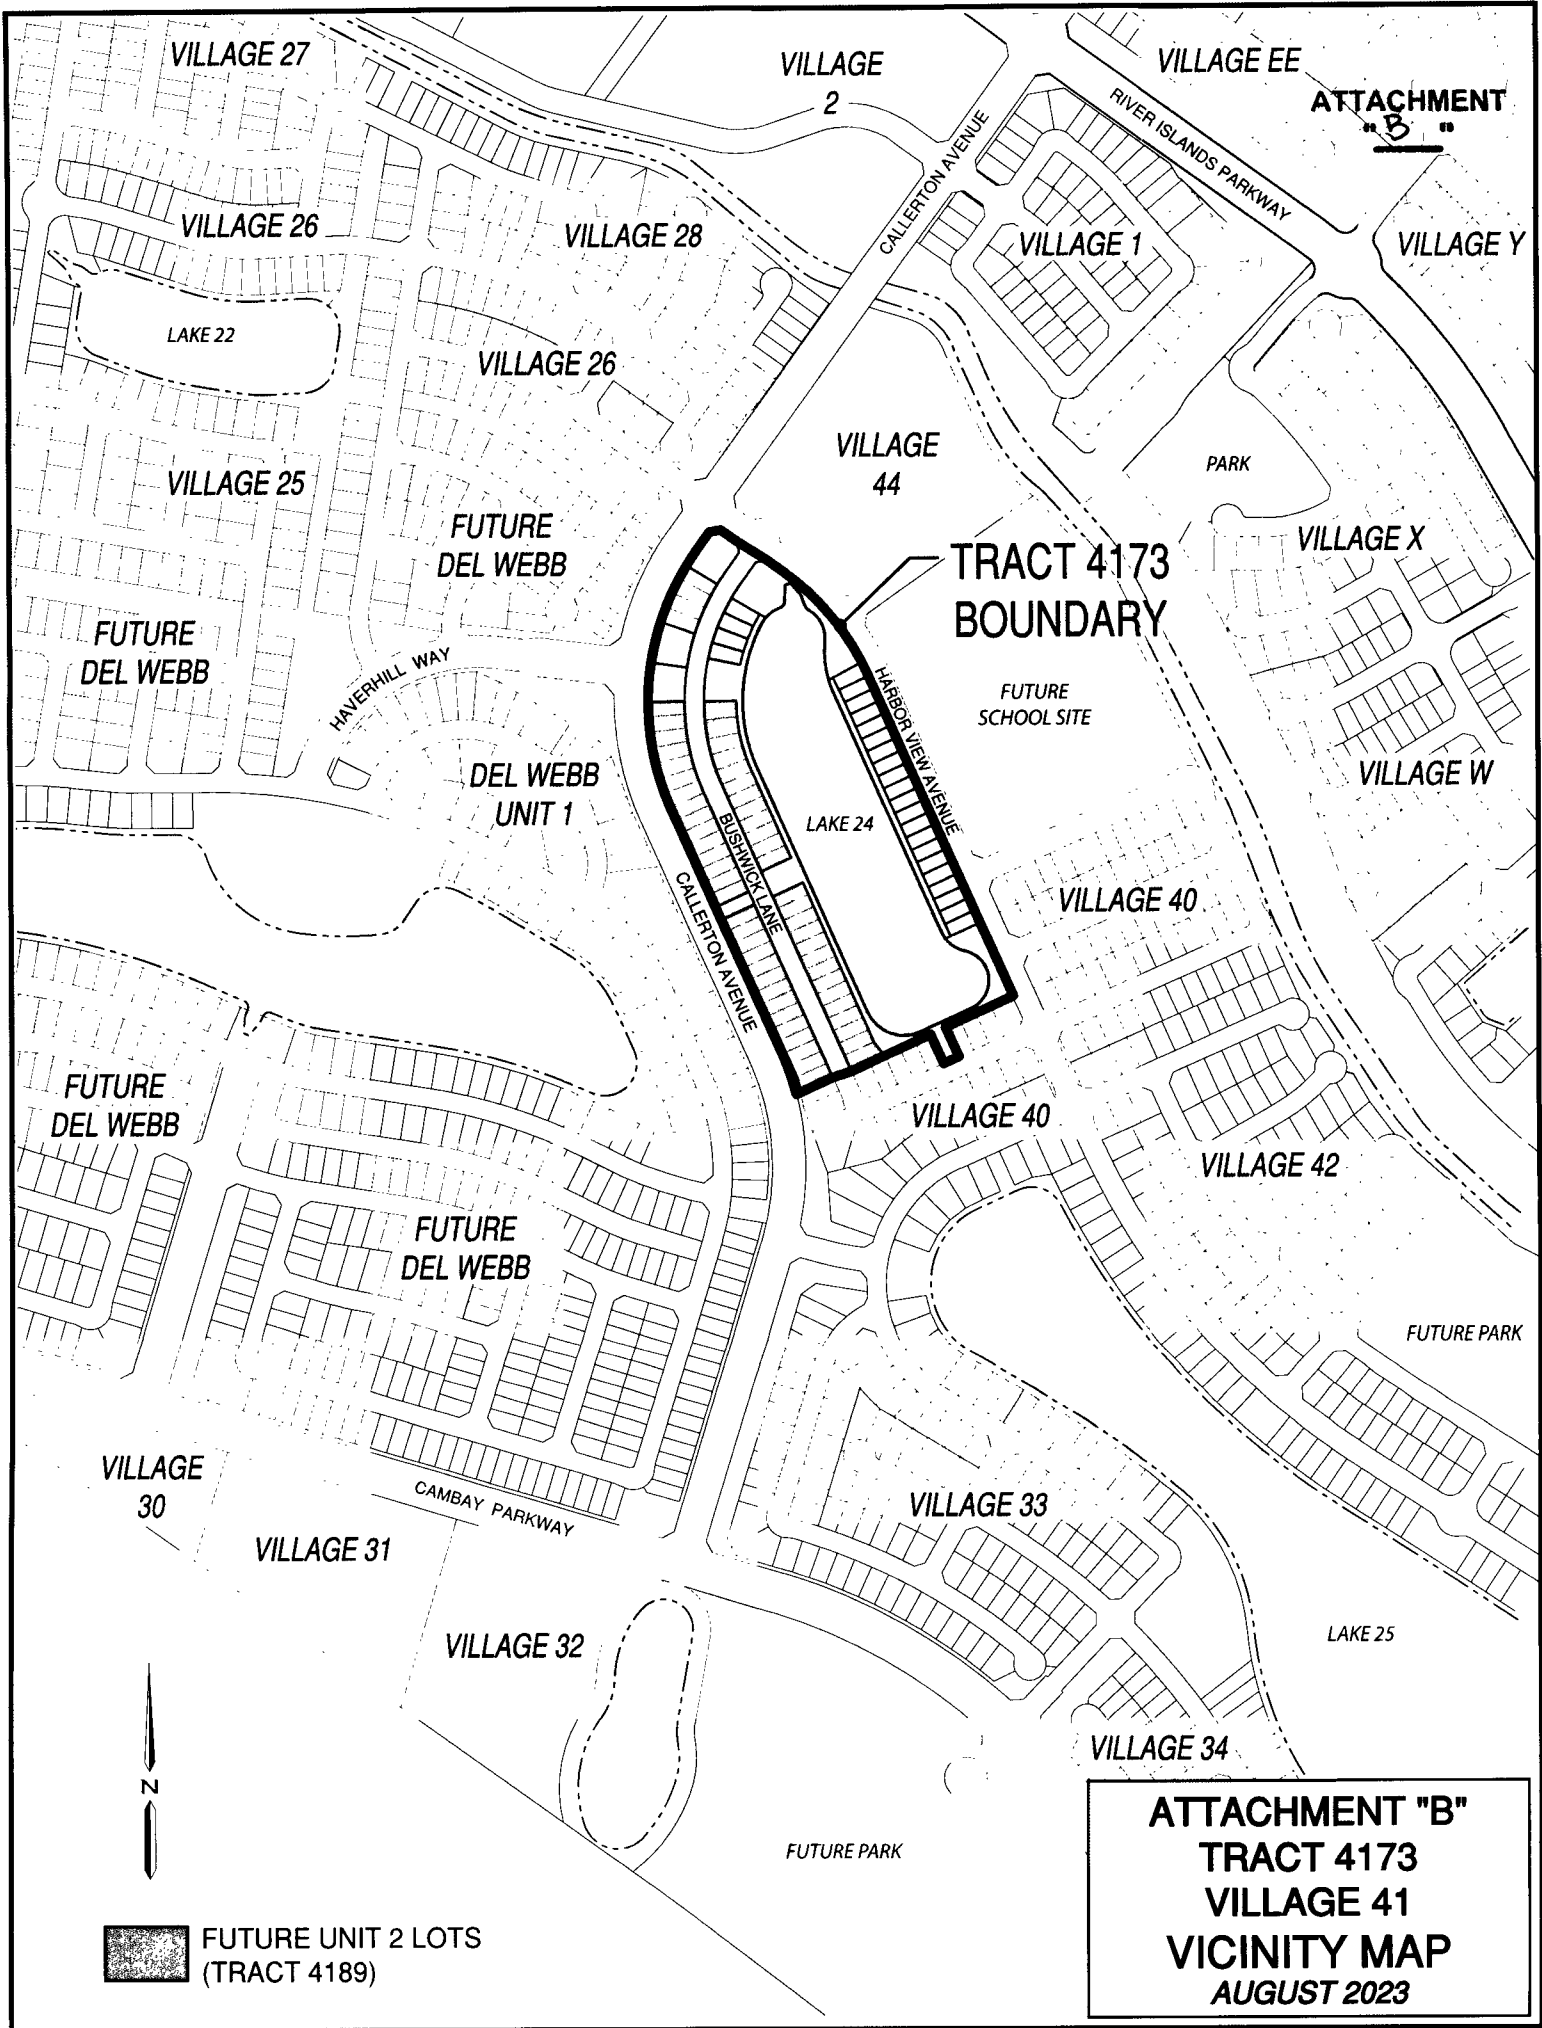 VILLAGE 27
VILLAGE
2
VILLAGE EE
ATTACHMENT
"B"
RIVER ISLANDS PARKWAY
CALLERTON AVENUE
VILLAGE 26
VILLAGE 28
VILLAGE 1
VILLAGE Y
LAKE 22
VILLAGE 26
VILLAGE
44
PARK
VILLAGE 25
FUTURE
DEL WEBB
VILLAGE X
TRACT 4173
BOUNDARY
FUTURE
DEL WEBB
HAVERHILL WAY
HARBOR VIEW AVENUE
FUTURE
SCHOOL SITE
DEL WEBB
UNIT 1
VILLAGE W
LAKE 24
BUSHWICK LANE
CALLERTON AVENUE
VILLAGE 40
FUTURE
DEL WEBB
VILLAGE 40
VILLAGE 42
FUTURE
DEL WEBB
FUTURE PARK
VILLAGE
30
CAMBAY PARKWAY
VILLAGE 33
VILLAGE 31
VILLAGE 32
LAKE 25
VILLAGE 34
N
FUTURE PARK
FUTURE UNIT 2 LOTS
(TRACT 4189)
ATTACHMENT "B"
TRACT 4173
VILLAGE 41
VICINITY MAP
AUGUST 2023